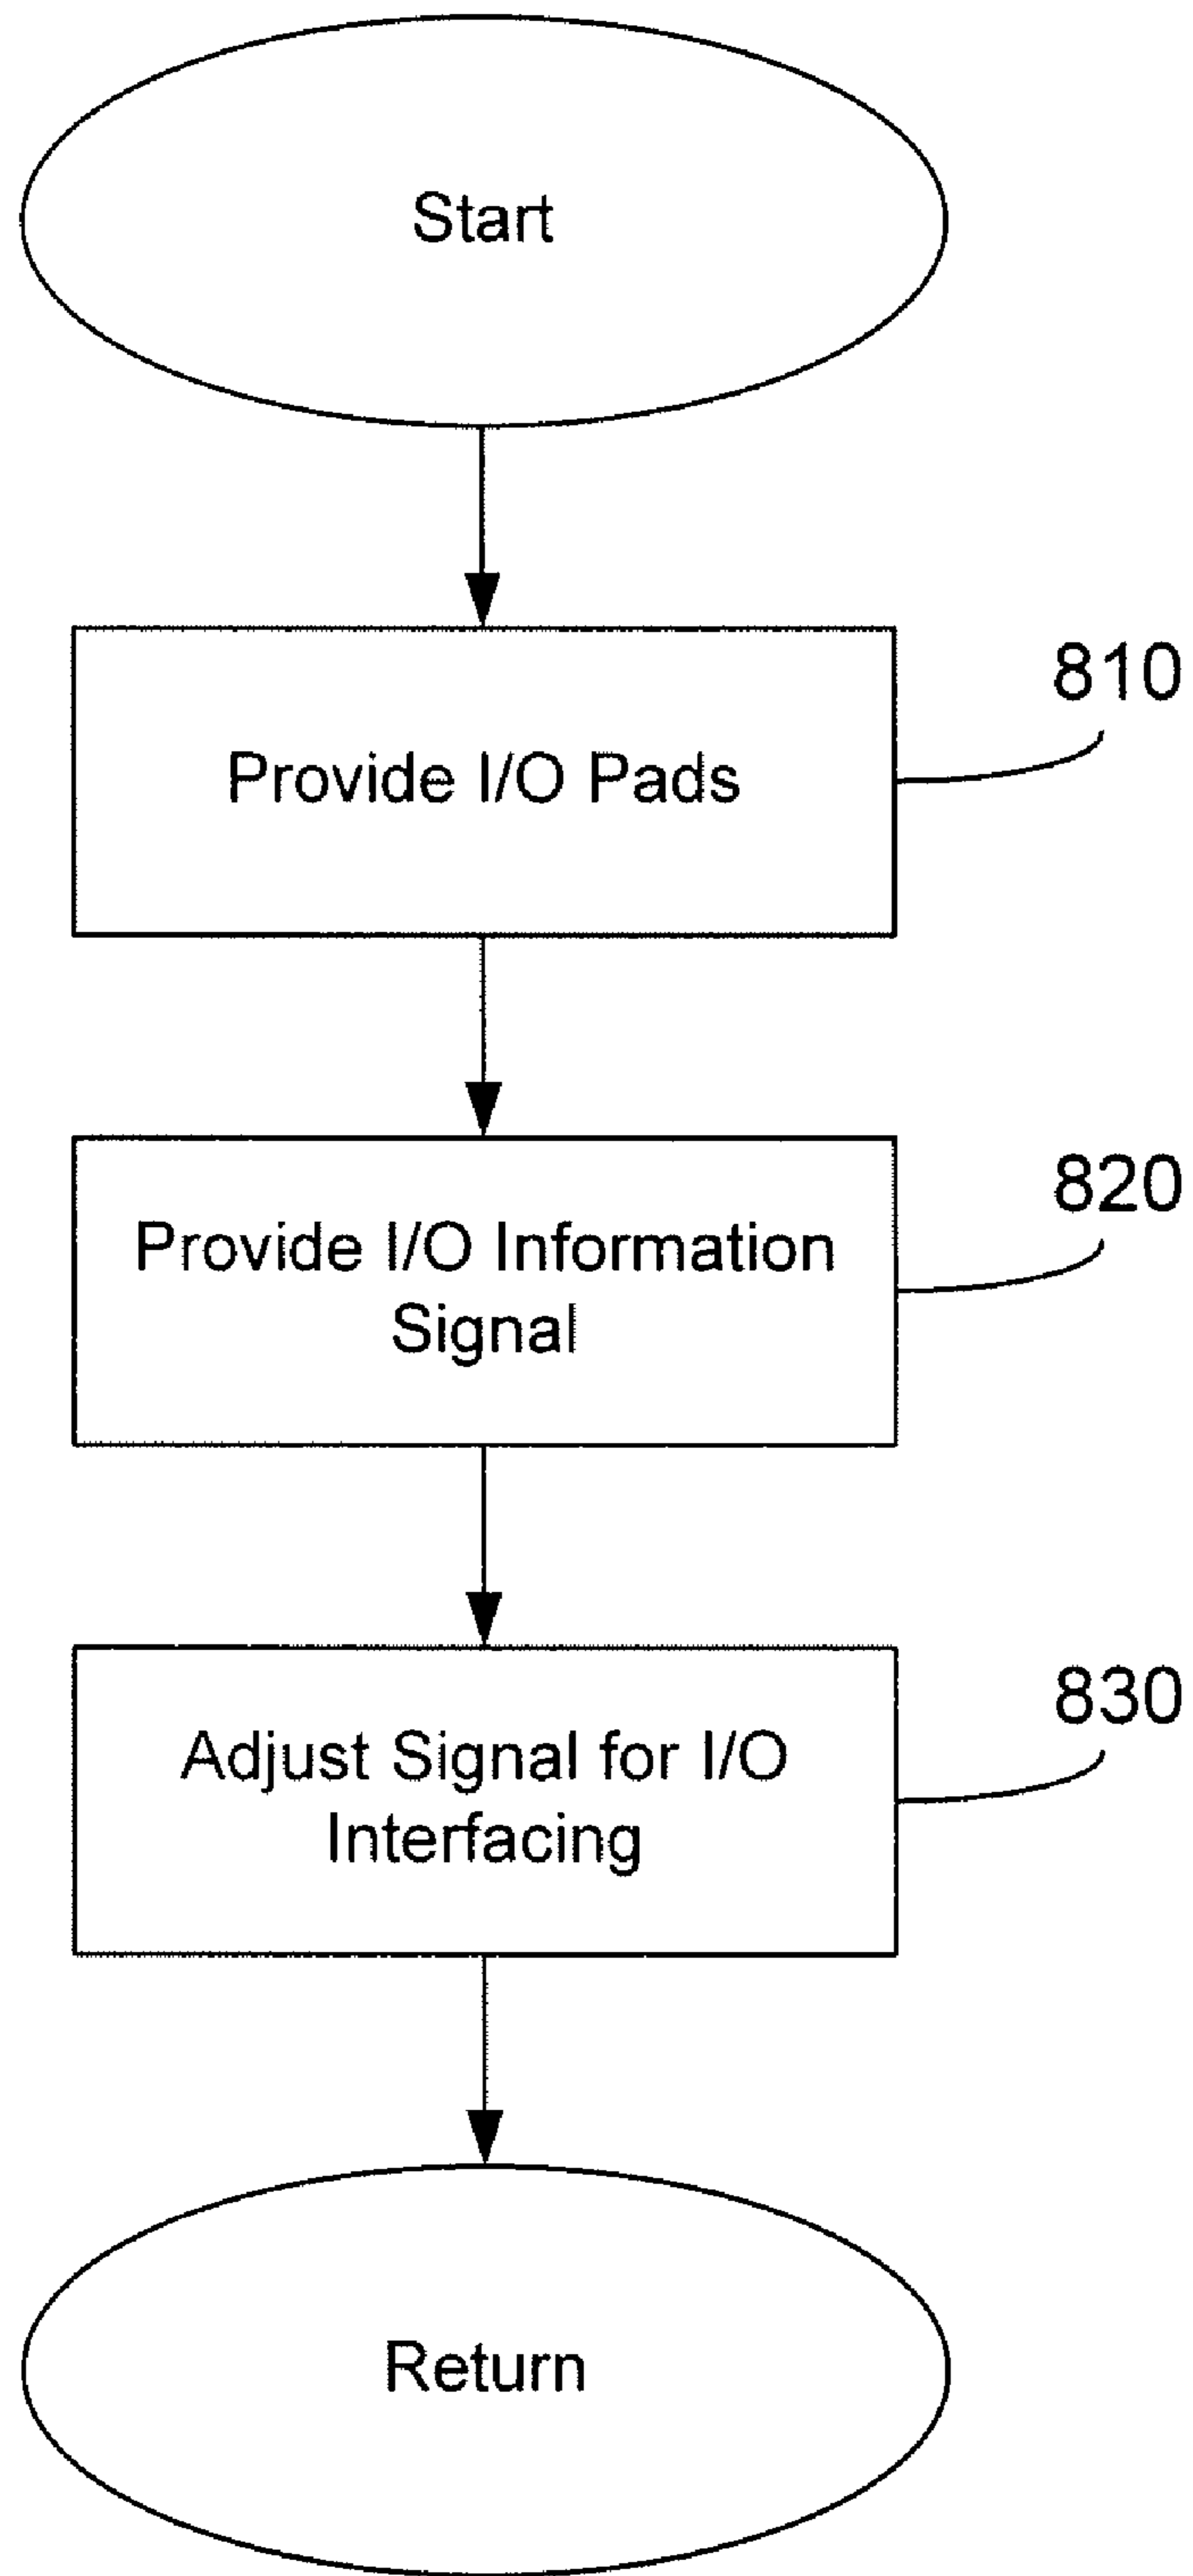 Start
810
Provide I/O Pads
820
Provide I/O Information
Signal
830
Adjust Signal for I/O
Interfacing
Return